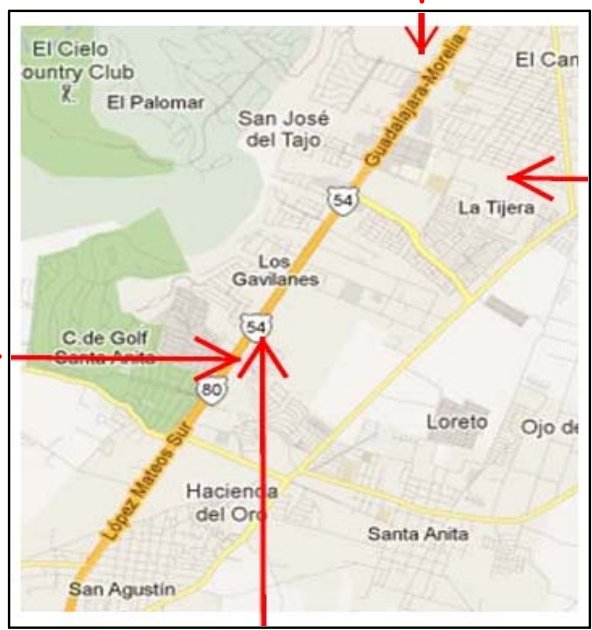 El Cielo
ountry Club
El Palomar
El Can
San José
del Tajo
Guadalajara-Morelia
54
La Tijera
Los
Gavilanes
54
C.de Golf
Santa Anita
80
Loreto
Ojo de
López Mateos Sur
Hacienda
del Oro
Santa Anita
San Agustín